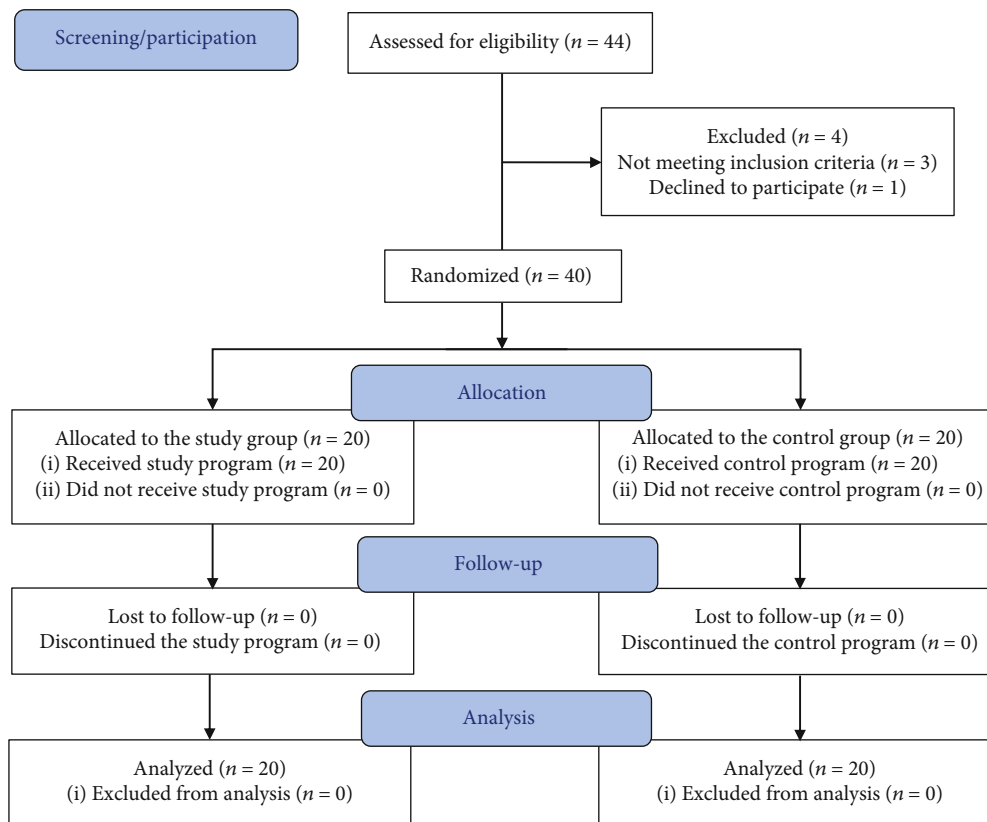 Screening/participation
Assessed for eligibility (n = 44)
Excluded (n = 4)
Not meeting inclusion criteria (n = 3)
Declined to participate (n = 1)
Randomized (n = 40)
Allocation
Allocated to the study group (n = 20)
(i) Received study program (n = 20)
(ii) Did not receive study program (n = 0)
Allocated to the control group (n = 20)
(i) Received control program (n = 20)
(ii) Did not receive control program (n = 0)
Follow-up
Lost to follow-up (n = 0)
Discontinued the study program (n = 0)
Lost to follow-up (n = 0)
Discontinued the control program (n = 0)
Analysis
Analyzed (n = 20)
(i) Excluded from analysis (n = 0)
Analyzed (n = 20)
(i) Excluded from analysis (n = 0)